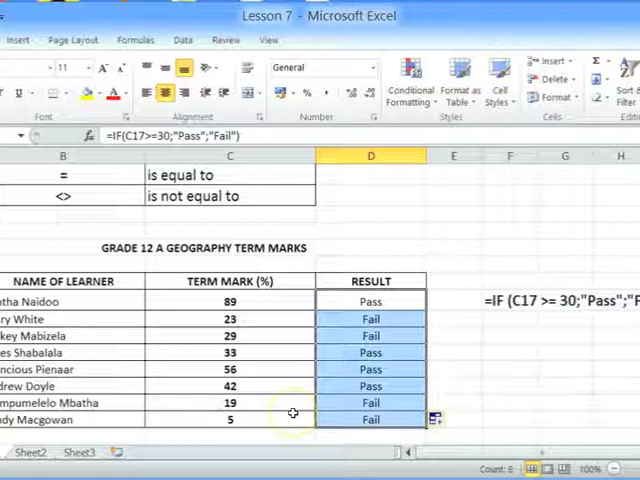 Lesson 7 - Microsoft Excel
Insert Page Layout Formulas Data Review View
11 A A General Insert Σ
U A % Conditional Formatting Format as Table Cell Styles Delete Format Sort Filter
Font Alignment Number Styles Cells
fx =IF(C17>=30;"Pass";"Fail")
B C D E F G H
= is equal to
<> is not equal to
GRADE 12 A GEOGRAPHY TERM MARKS
NAME OF LEARNER TERM MARK (%) RESULT
tha Naidoo 89 Pass =IF (C17 >= 30;"Pass";"F
ry White 23 Fail
key Mabizela 29 Fail
es Shabalala 33 Pass
ncious Pienaar 56 Pass
drew Doyle 42 Pass
mpumelelo Mbatha 19 Fail
ndy Macgowan 5 Fail
Sheet2 Sheet3
Count: 8 100%